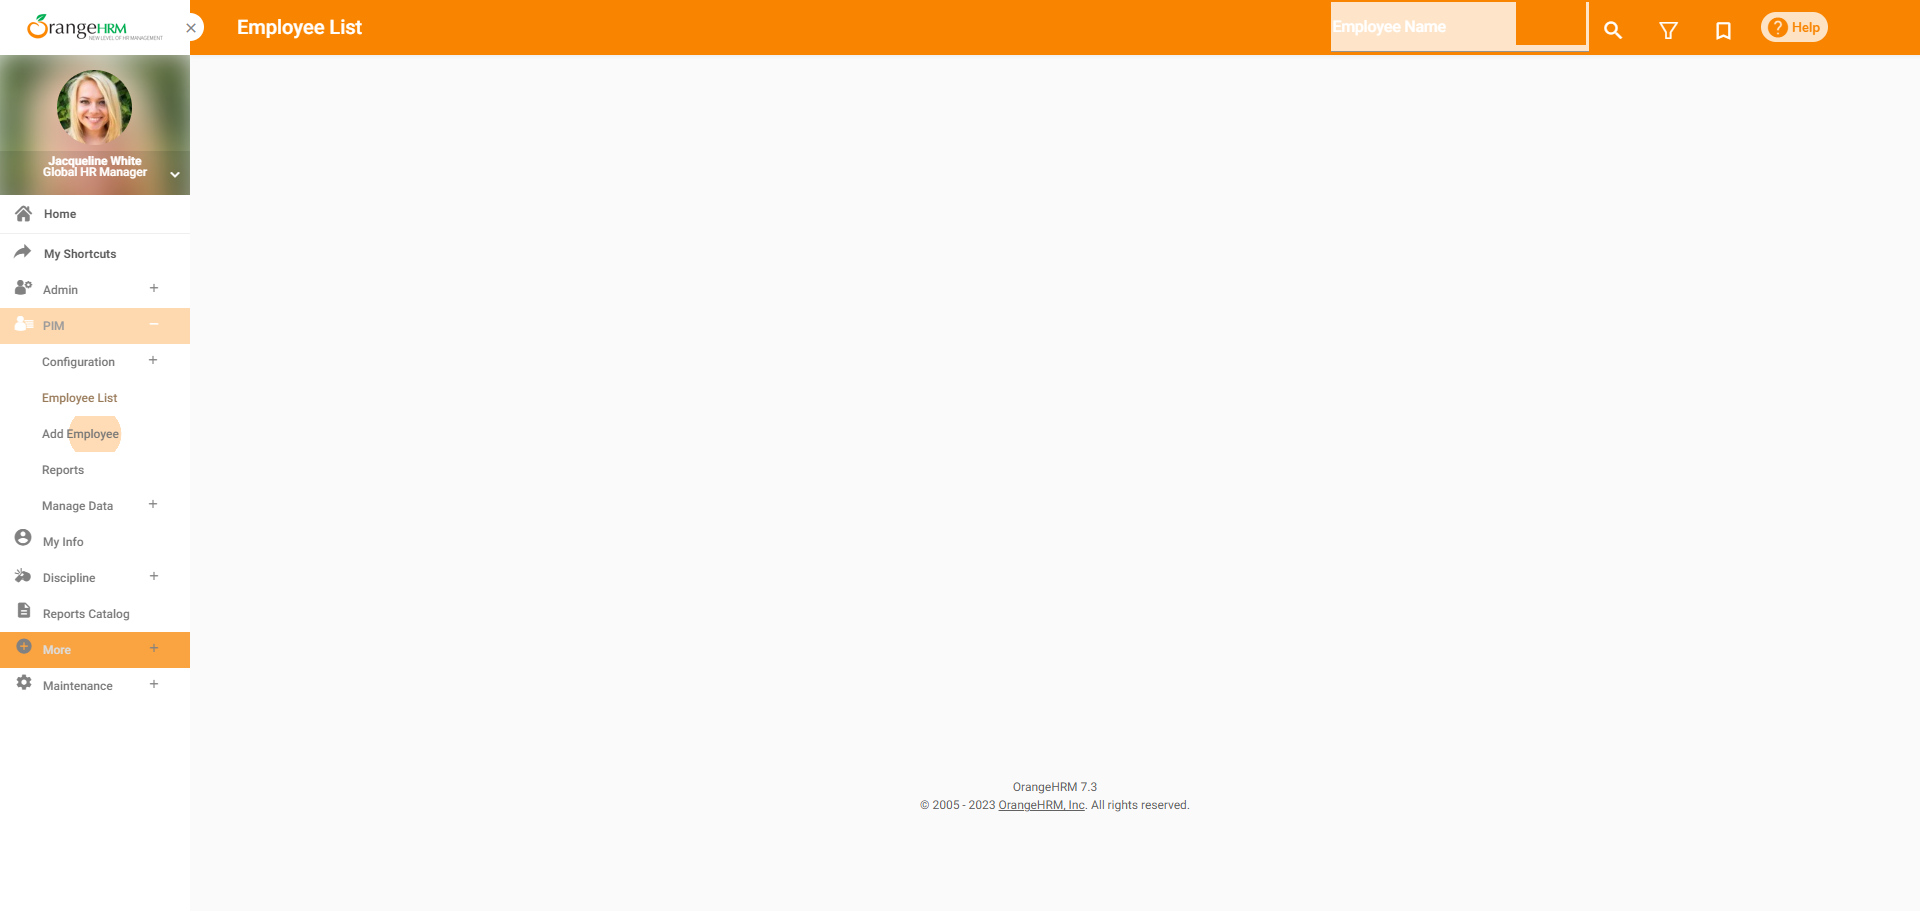 OrangeHRM
NEW LEVEL OF HR MANAGEMENT
Employee List
Employee Name
? Help
Jacqueline White
Global HR Manager
Home
My Shortcuts
Admin
PIM
Configuration
Employee List
Add Employee
Reports
Manage Data
My Info
Discipline
Reports Catalog
More
Maintenance
OrangeHRM 7.3
© 2005 - 2023 OrangeHRM, Inc. All rights reserved.